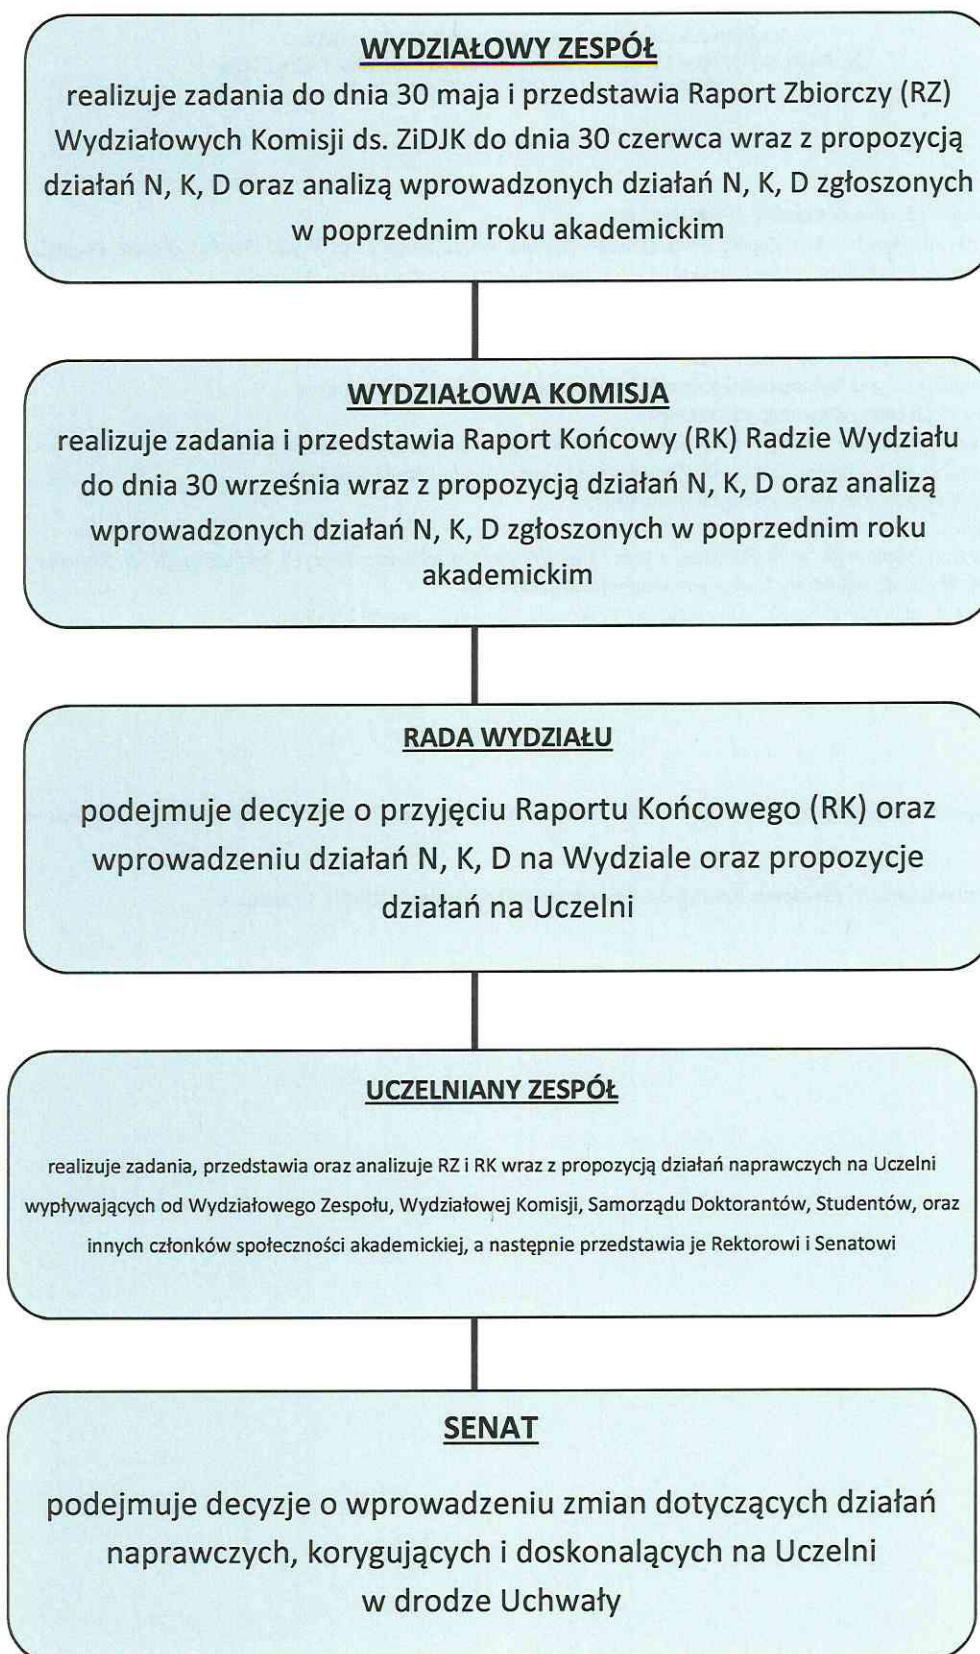 WYDZIAŁOWY ZESPÓŁ
realizuje zadania do dnia 30 maja i przedstawia Raport Zbiorczy (RZ)
Wydziałowych Komisji ds. ZiDJK do dnia 30 czerwca wraz z propozycją
działań N, K, D oraz analizą wprowadzonych działań N, K, D zgłoszonych
w poprzednim roku akademickim
WYDZIAŁOWA KOMISJA
realizuje zadania i przedstawia Raport Końcowy (RK) Radzie Wydziału
do dnia 30 września wraz z propozycją działań N, K, D oraz analizą
wprowadzonych działań N, K, D zgłoszonych w poprzednim roku
akademickim
RADA WYDZIAŁU
podejmuje decyzje o przyjęciu Raportu Końcowego (RK) oraz
wprowadzeniu działań N, K, D na Wydziale oraz propozycje
działań na Uczelni
UCZELNIANY ZESPÓŁ
realizuje zadania, przedstawia oraz analizuje RZ i RK wraz z propozycją działań naprawczych na Uczelni
wypływających od Wydziałowego Zespołu, Wydziałowej Komisji, Samorządu Doktorantów, Studentów, oraz
innych członków społeczności akademickiej, a następnie przedstawia je Rektorowi i Senatowi
SENAT
podejmuje decyzje o wprowadzeniu zmian dotyczących działań
naprawczych, korygujących i doskonalących na Uczelni
w drodze Uchwały